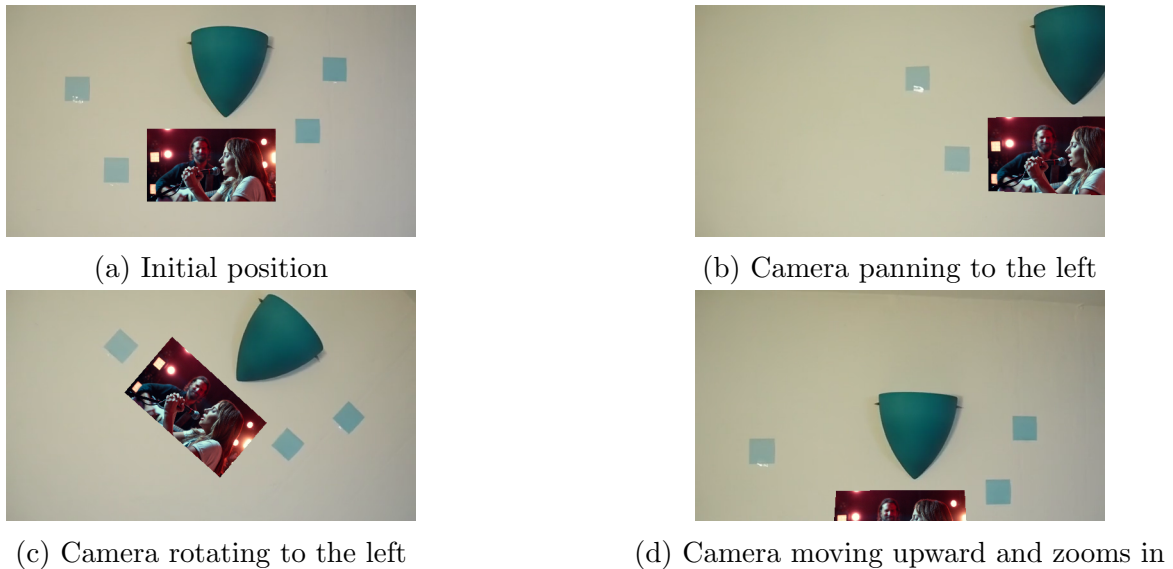 (a) Initial position
(b) Camera panning to the left
(c) Camera rotating to the left
(d) Camera moving upward and zooms in